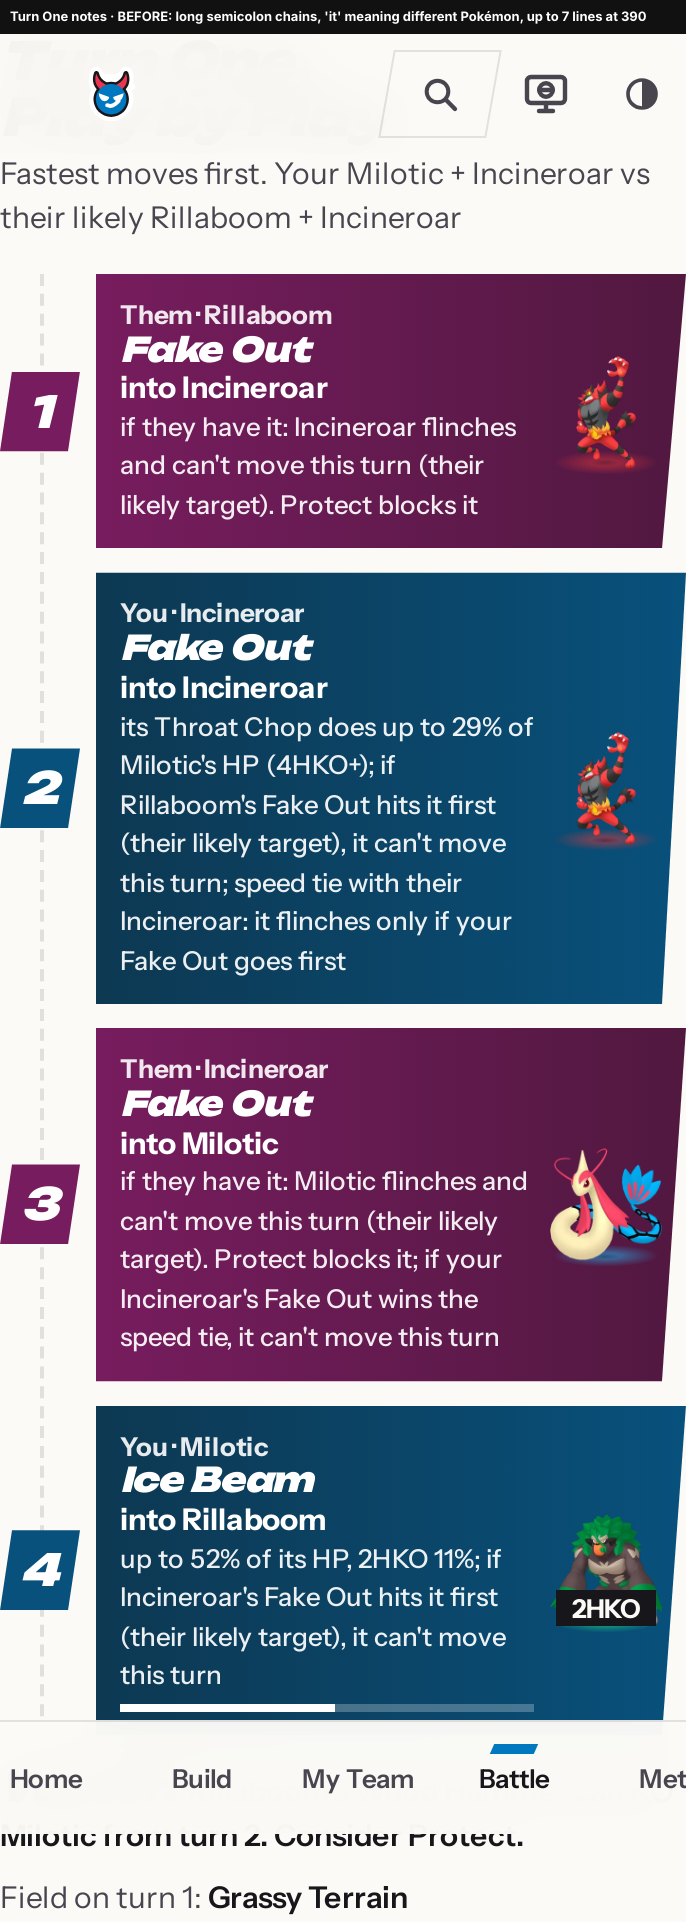 Turn One notes · BEFORE: long semicolon chains, 'it' meaning different Pokémon, up to 7 lines at 390
Fastest moves first. Your Milotic + Incineroar vs
their likely Rillaboom + Incineroar
1
Them·Rillaboom
Fake Out
into Incineroar
if they have it: Incineroar flinches
and can't move this turn (their
likely target). Protect blocks it
2
You·Incineroar
Fake Out
into Incineroar
its Throat Chop does up to 29% of
Milotic's HP (4HKO+); if
Rillaboom's Fake Out hits it first
(their likely target), it can't move
this turn; speed tie with their
Incineroar: it flinches only if your
Fake Out goes first
3
Them·Incineroar
Fake Out
into Milotic
if they have it: Milotic flinches and
can't move this turn (their likely
target). Protect blocks it; if your
Incineroar's Fake Out wins the
speed tie, it can't move this turn
4
You·Milotic
Ice Beam
into Rillaboom
up to 52% of its HP, 2HKO 11%; if
Incineroar's Fake Out hits it first
(their likely target), it can't move
this turn
2HKO
Home Build My Team Battle Met
Milotic from turn 2. Consider Protect.
Field on turn 1: Grassy Terrain